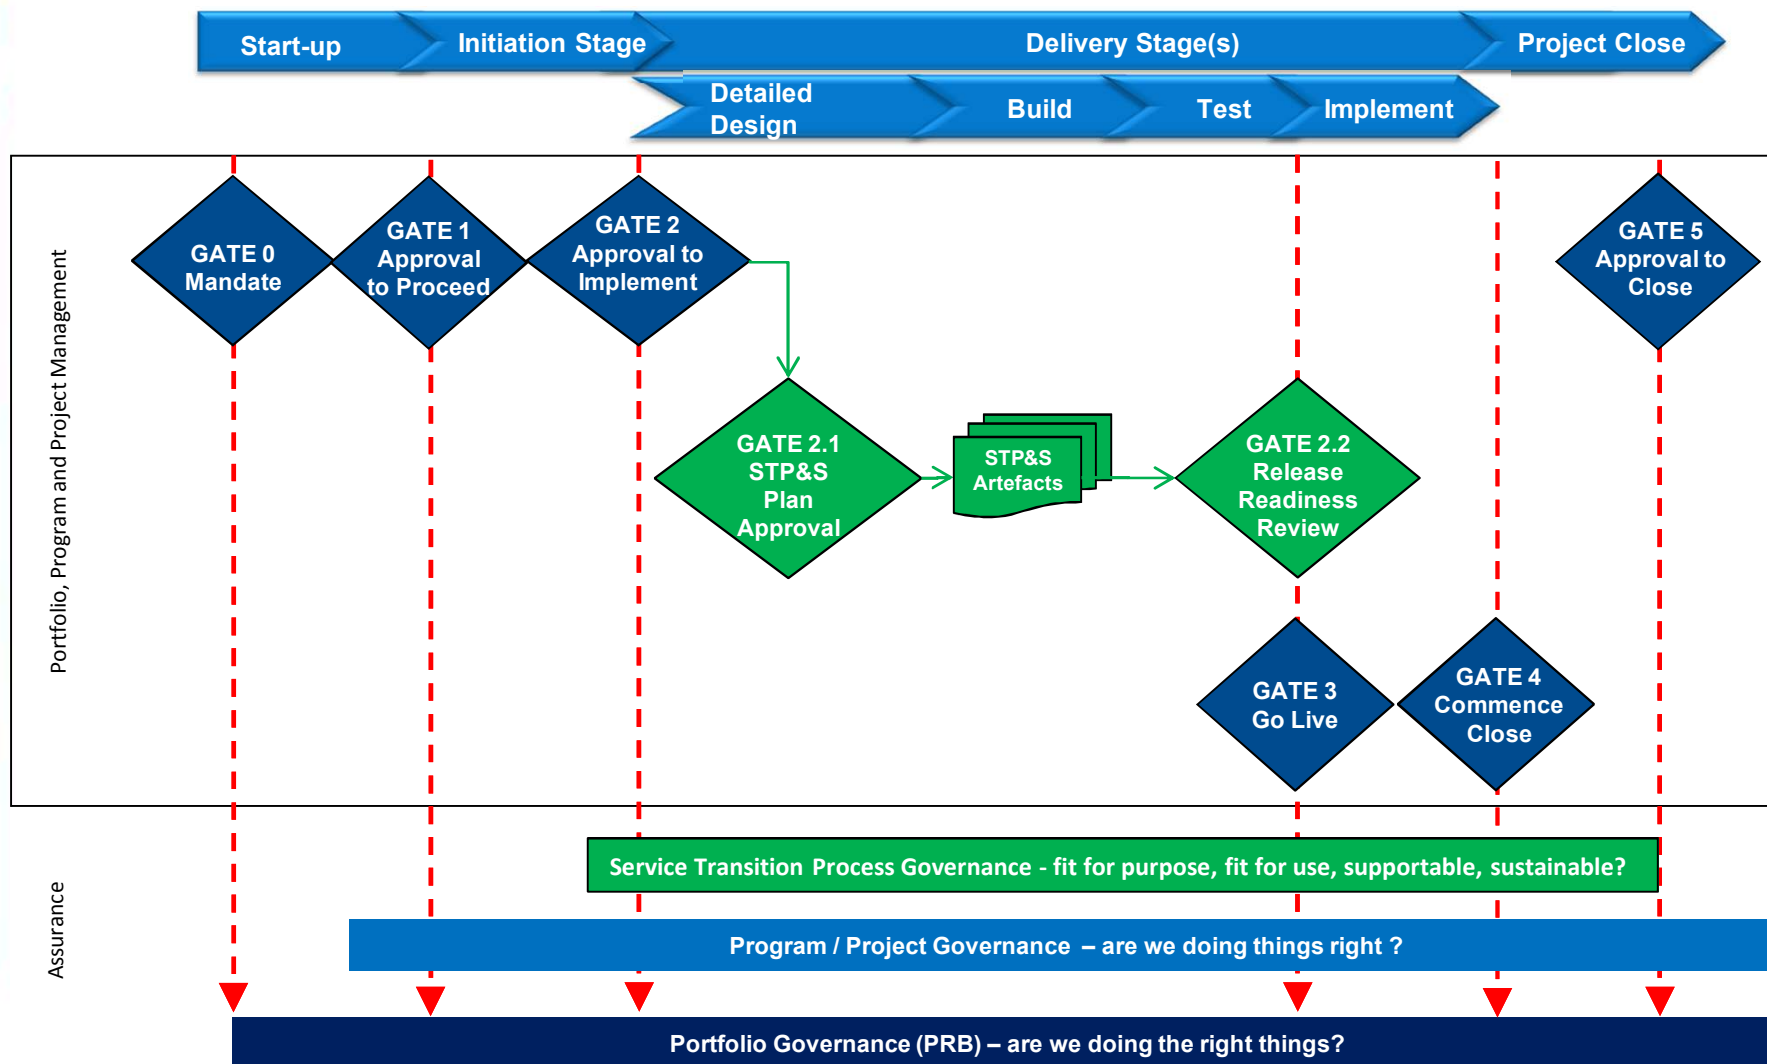 Start-up
Initiation Stage
Delivery Stage(s)
Project Close
Detailed
Design
Build
Test
Implement
Portfolio, Program and Project Management
GATE 0
Mandate
GATE 1
Approval
to Proceed
GATE 2
Approval to
Implement
GATE 5
Approval to
Close
GATE 2.1
STP&S
Plan
Approval
STP&S
Artefacts
GATE 2.2
Release
Readiness
Review
GATE 3
Go Live
GATE 4
Commence
Close
Assurance
Service Transition Process Governance - fit for purpose, fit for use, supportable, sustainable?
Program / Project Governance – are we doing things right ?
Portfolio Governance (PRB) – are we doing the right things?